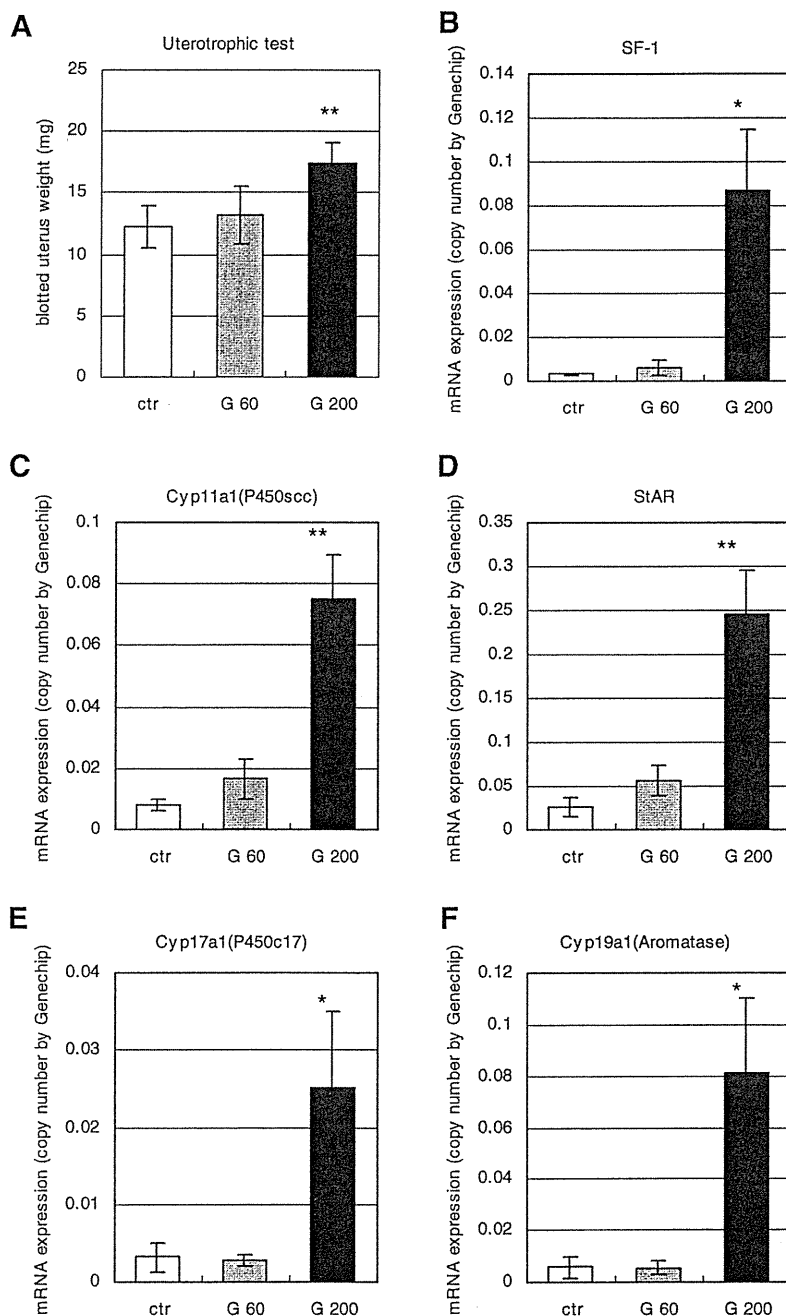 A
Uterotrophic test
blotted uterus weight (mg)
25
20
15
10
5
0
**
ctr
G 60
G 200
B
SF-1
mRNA expression (copy number by Genechip)
0.14
0.12
0.1
0.08
0.06
0.04
0.02
0
*
ctr
G 60
G 200
C
Cyp11a1(P450scc)
mRNA expression (copy number by Genechip)
0.1
0.08
0.06
0.04
0.02
0
**
ctr
G 60
G 200
D
StAR
mRNA expression (copy number by Genechip)
0.35
0.3
0.25
0.2
0.15
0.1
0.05
0
**
ctr
G 60
G 200
E
Cyp17a1(P450c17)
mRNA expression (copy number by Genechip)
0.04
0.03
0.02
0.01
0
*
ctr
G 60
G 200
F
Cyp19a1(Aromatase)
mRNA expression (copy number by Genechip)
0.12
0.1
0.08
0.06
0.04
0.02
0
*
ctr
G 60
G 200